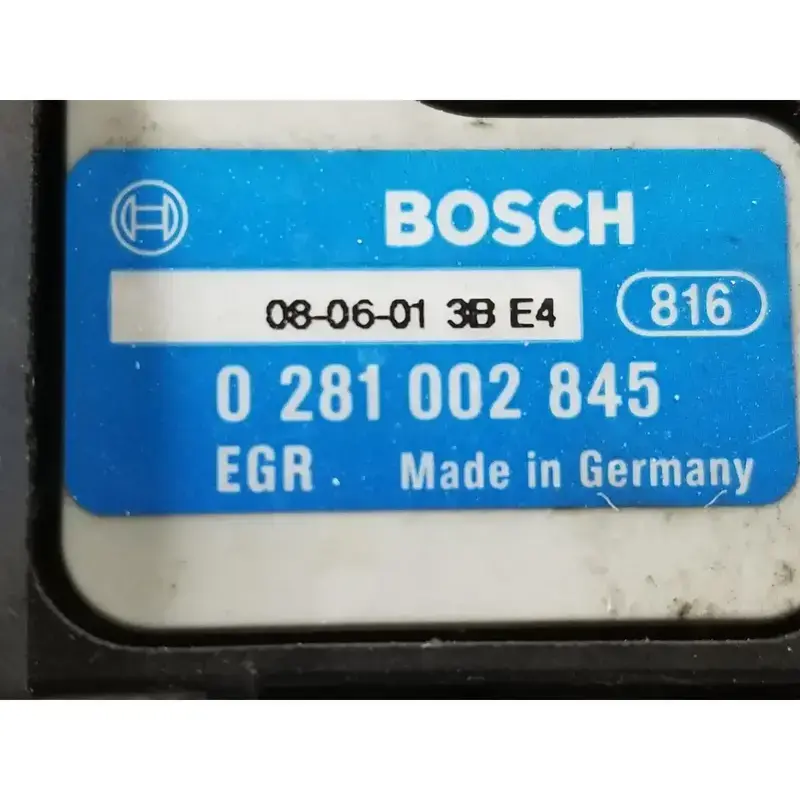 BOSCH
08-06-01 3B E4
816
0 281 002 845
EGR Made in Germany